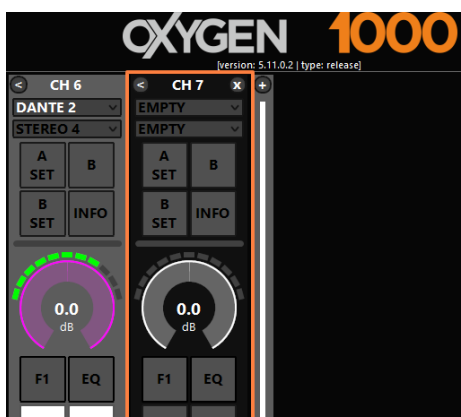 OXYGEN 1000
[version: 5.11.0.2 | type: release]
< CH 6
DANTE 2
STEREO 4
A SET
B
B SET
INFO
0.0
dB
F1
EQ
< CH 7 x
EMPTY
EMPTY
A SET
B
B SET
INFO
0.0
dB
F1
EQ
+